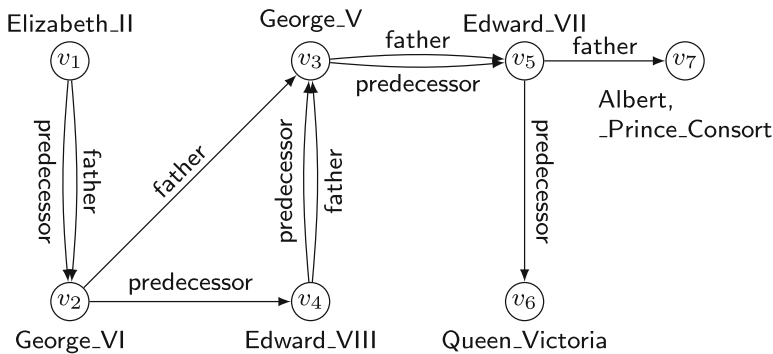 Elizabeth_II
George_V
Edward_VII
v1
v3
father
predecessor
v5
father
v7
Albert,
_Prince_Consort
predecessor
father
father
predecessor
father
predecessor
predecessor
v2
v4
v6
George_VI
Edward_VIII
Queen_Victoria